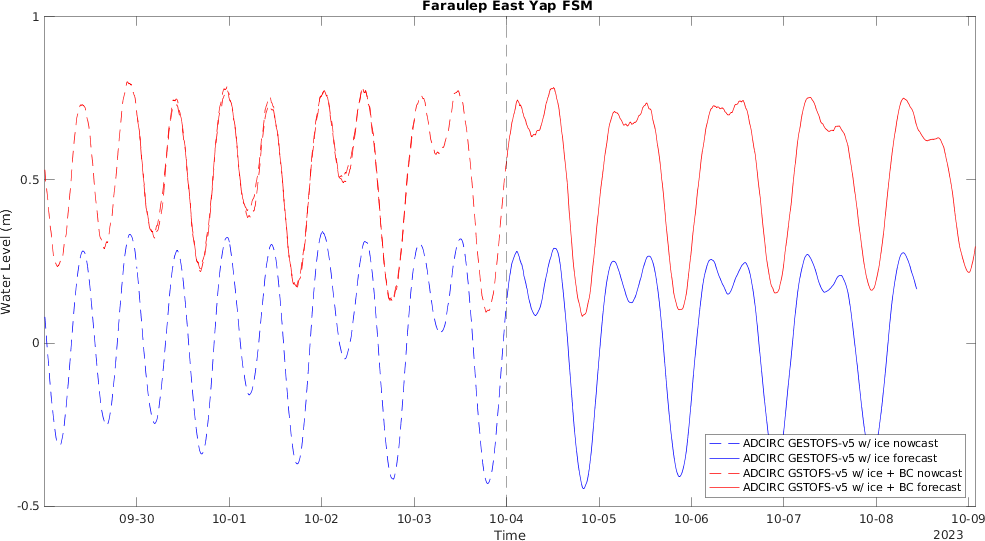 Faraulep East Yap FSM
1
0.5
0
-0.5
Water Level (m)
09-30
10-01
10-02
10-03
10-04
10-05
10-06
10-07
10-08
10-09
Time
2023
ADCIRC GESTOFS-v5 w/ ice nowcast
ADCIRC GESTOFS-v5 w/ ice forecast
ADCIRC GSTOFS-v5 w/ ice + BC nowcast
ADCIRC GSTOFS-v5 w/ ice + BC forecast